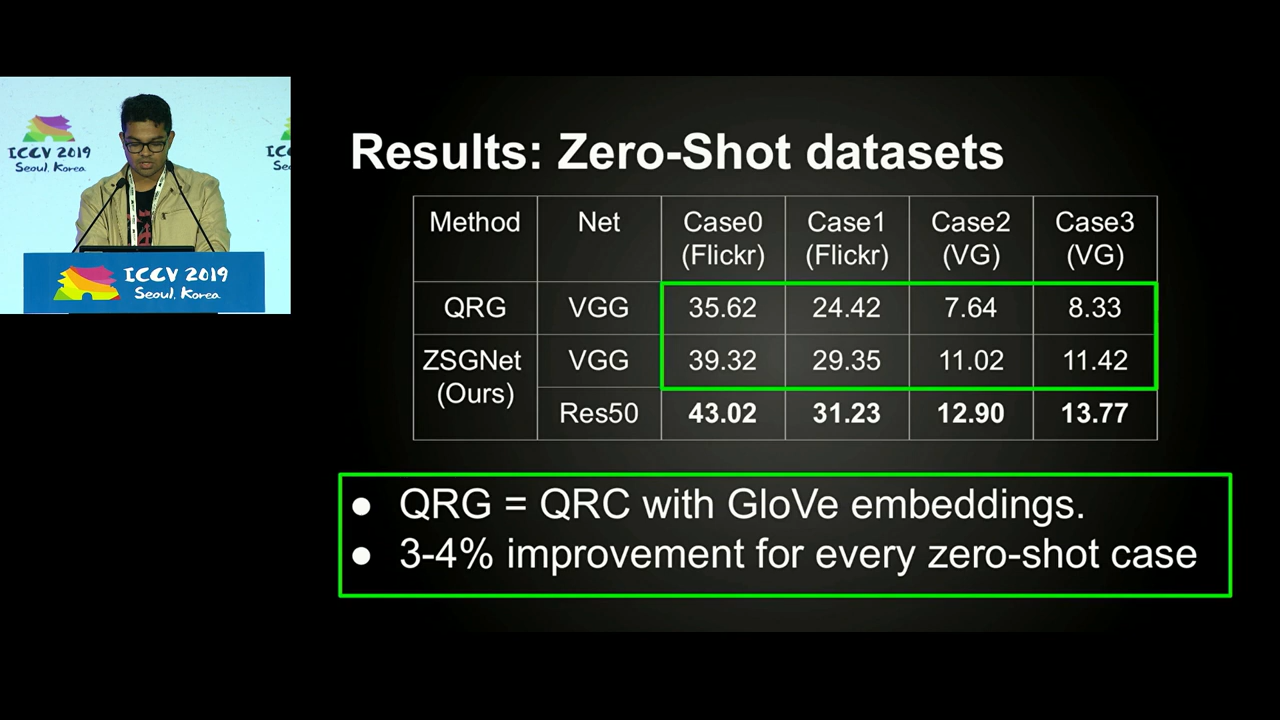 ICCV 2019
Seoul, Korea
ICCV 2019
Seoul, Korea
Results: Zero-Shot datasets
Method Net Case0 (Flickr) Case1 (Flickr) Case2 (VG) Case3 (VG)
QRG VGG 35.62 24.42 7.64 8.33
ZSGNet (Ours) VGG 39.32 29.35 11.02 11.42
Res50 43.02 31.23 12.90 13.77
● QRG = QRC with GloVe embeddings.
● 3-4% improvement for every zero-shot case